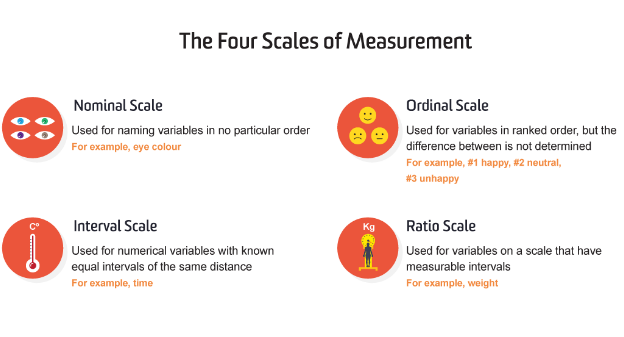 The Four Scales of Measurement
Nominal Scale
Used for naming variables in no particular order
For example, eye colour
Ordinal Scale
Used for variables in ranked order, but the
difference between is not determined
For example, #1 happy, #2 neutral,
#3 unhappy
C°
Interval Scale
Used for numerical variables with known
equal intervals of the same distance
For example, time
Kg
Ratio Scale
Used for variables on a scale that have
measurable intervals
For example, weight